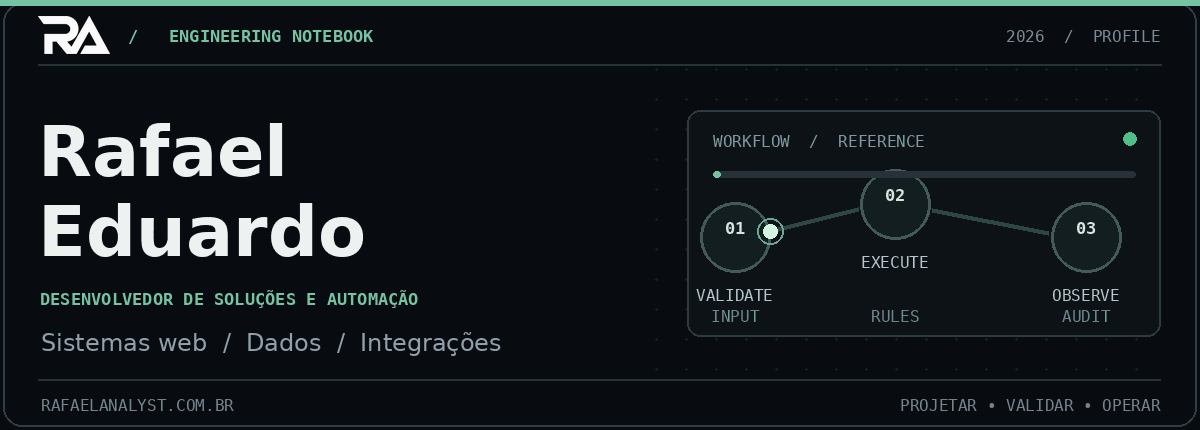 RA / ENGINEERING NOTEBOOK
2026 / PROFILE
Rafael
Eduardo
DESENVOLVEDOR DE SOLUÇÕES E AUTOMAÇÃO
Sistemas web / Dados / Integrações
WORKFLOW / REFERENCE
01
VALIDATE
INPUT
02
EXECUTE
RULES
03
OBSERVE
AUDIT
RAFAELANALYST.COM.BR
PROJETAR • VALIDAR • OPERAR